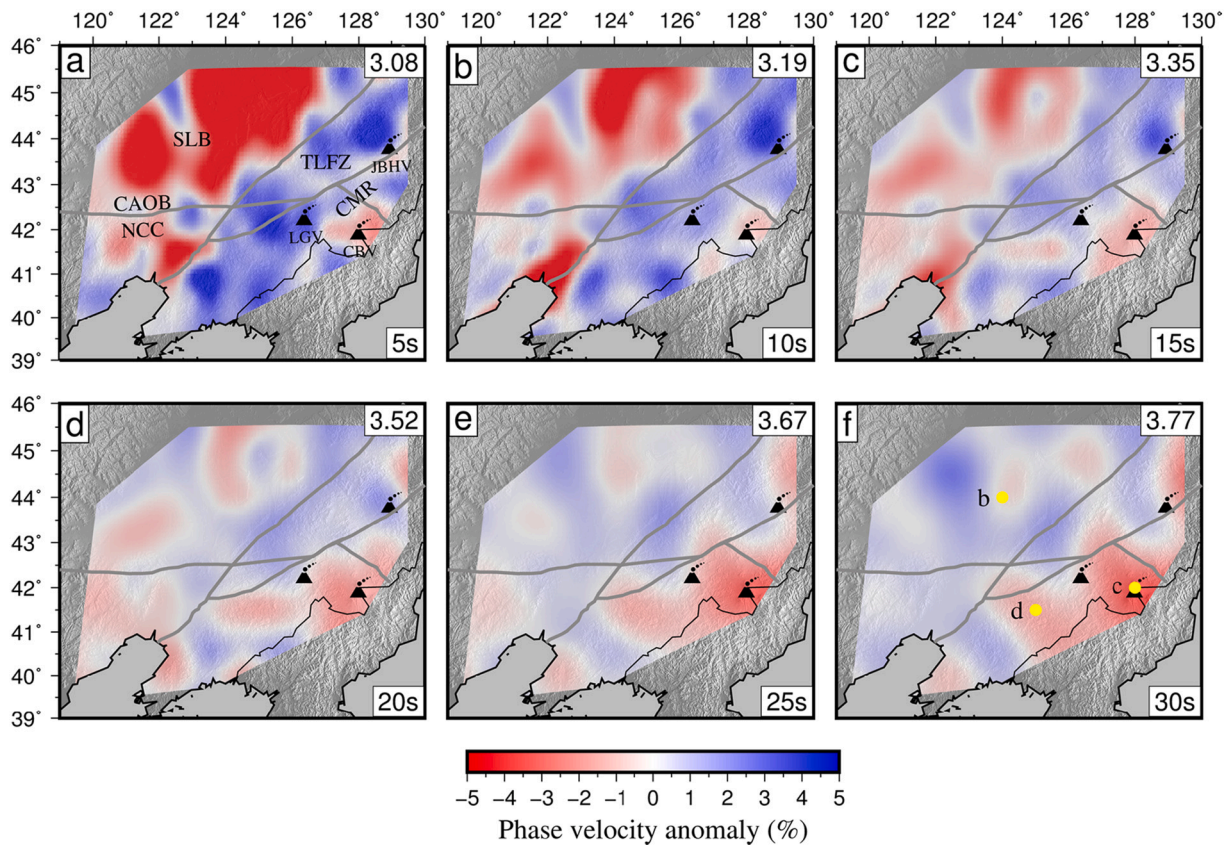 120˚ 122˚ 124˚ 126˚ 128˚ 120˚ 122˚ 124˚ 126˚ 128˚ 120˚ 122˚ 124˚ 126˚ 128˚ 130˚
46˚ a 3.08 b 3.19 c 3.35
45˚
44˚ SLB
TLFZ JBHV
43˚
CAOB CMR
42˚ NCC
LGV CBV
41˚
40˚
39˚ 5s 10s 15s
46˚ d 3.52 e 3.67 f 3.77
45˚
44˚ b
43˚
42˚ c
d
41˚
40˚
39˚ 20s 25s 30s
−5 −4 −3 −2 −1 0 1 2 3 4 5
Phase velocity anomaly (%)